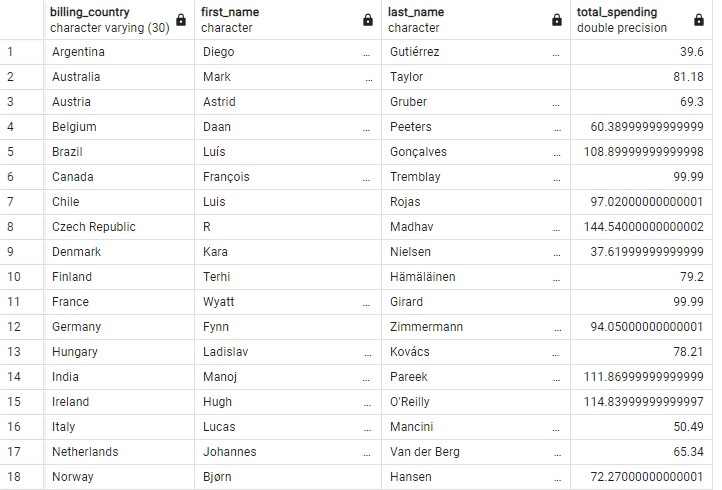 billing_country first_name last_name total_spending
character varying (30) character character double precision
1 Argentina Diego ... Gutiérrez ... 39.6
2 Australia Mark ... Taylor 81.18
3 Austria Astrid Gruber ... 69.3
4 Belgium Daan ... Peeters ... 60.38999999999999
5 Brazil Luís Gonçalves ... 108.89999999999998
6 Canada François ... Tremblay ... 99.99
7 Chile Luis Rojas 97.02000000000001
8 Czech Republic R Madhav ... 144.54000000000002
9 Denmark Kara Nielsen ... 37.61999999999999
10 Finland Terhi Hämäläinen ... 79.2
11 France Wyatt ... Girard 99.99
12 Germany Fynn Zimmermann ... 94.05000000000001
13 Hungary Ladislav ... Kovács ... 78.21
14 India Manoj ... Pareek ... 111.86999999999999
15 Ireland Hugh ... O'Reilly 114.83999999999997
16 Italy Lucas ... Mancini ... 50.49
17 Netherlands Johannes ... Van der Berg ... 65.34
18 Norway Bjørn Hansen ... 72.27000000000001